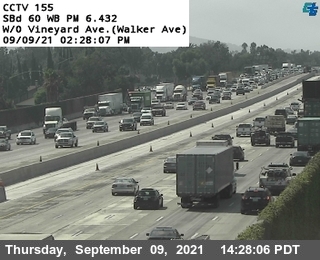 CCTV 155
SBd 60 WB PM 6.432
W/O Vineyard Ave.(Walker Ave)
09/09/21 02:28:07 PM
Thursday, September 09, 2021 14:28:06 PDT